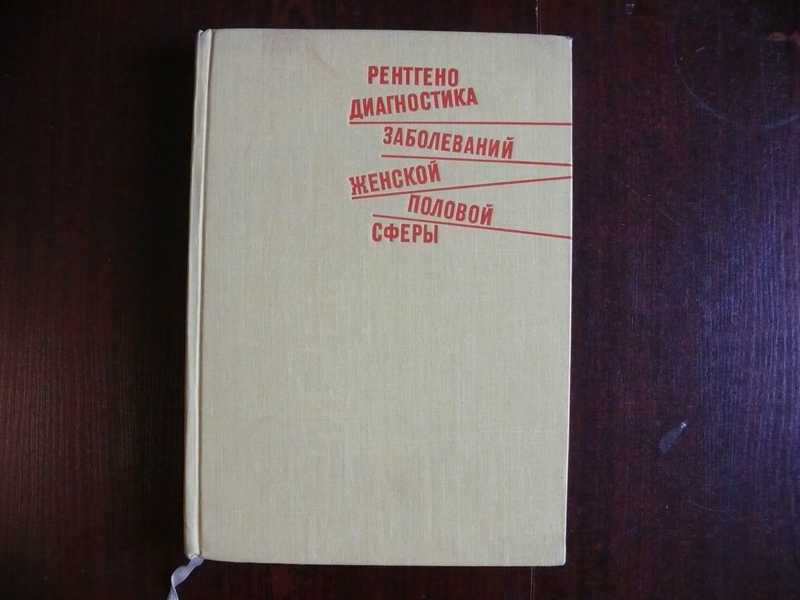 РЕНТГЕНО
ДИАГНОСТИКА
ЗАБОЛЕВАНИЙ
ЖЕНСКОЙ
ПОЛОВОЙ
СФЕРЫ